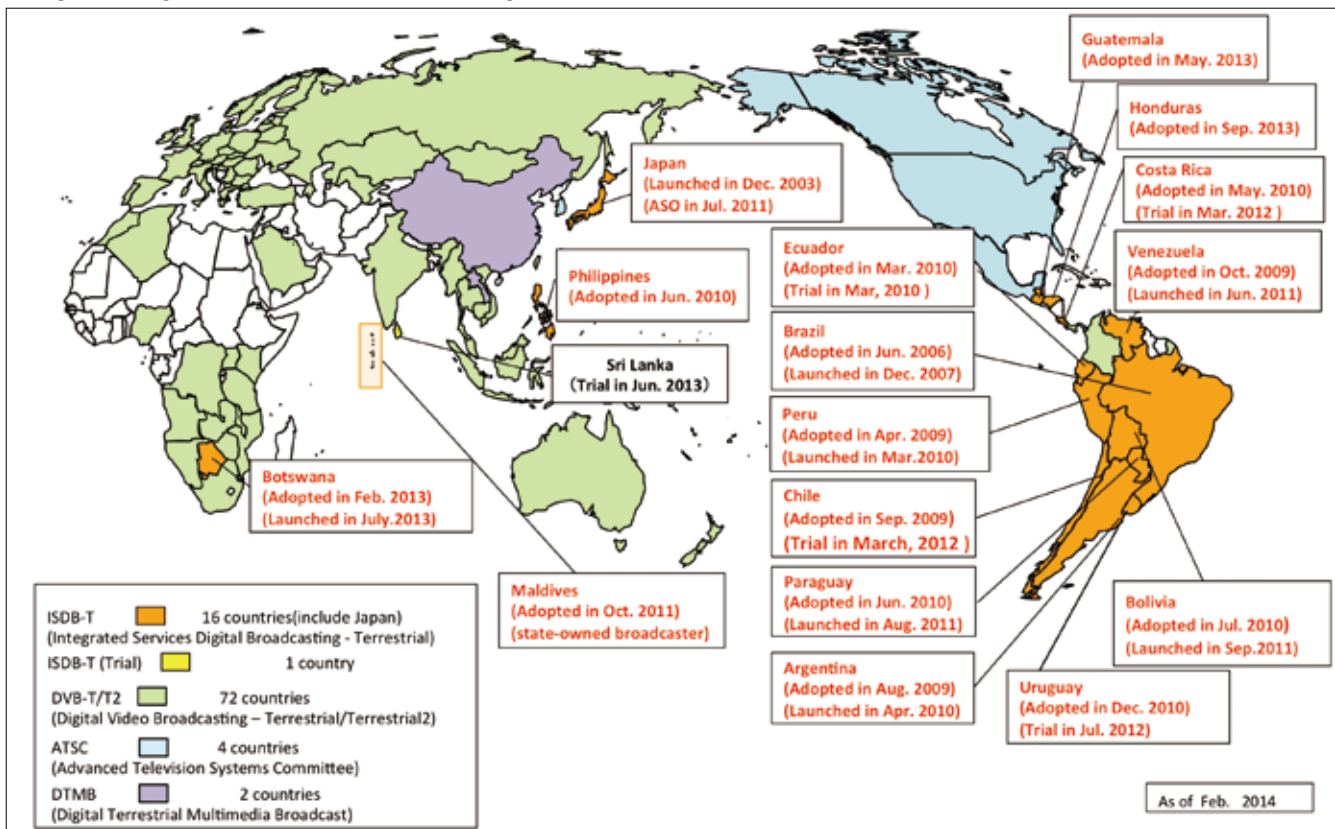 Guatemala
(Adopted in May. 2013)
Honduras
(Adopted in Sep. 2013)
Costa Rica
(Adopted in May. 2010)
(Trial in Mar. 2012 )
Japan
(Launched in Dec. 2003)
(ASO in Jul. 2011)
Ecuador
(Adopted in Mar. 2010)
(Trial in Mar, 2010 )
Venezuela
(Adopted in Oct. 2009)
(Launched in Jun. 2011)
Philippines
(Adopted in Jun. 2010)
Brazil
(Adopted in Jun. 2006)
(Launched in Dec. 2007)
Sri Lanka
(Trial in Jun. 2013)
Peru
(Adopted in Apr. 2009)
(Launched in Mar.2010)
Botswana
(Adopted in Feb. 2013)
(Launched in July.2013)
Chile
(Adopted in Sep. 2009)
(Trial in March, 2012 )
Maldives
(Adopted in Oct. 2011)
(state-owned broadcaster)
Paraguay
(Adopted in Jun. 2010)
(Launched in Aug. 2011)
Bolivia
(Adopted in Jul. 2010)
(Launched in Sep.2011)
Argentina
(Adopted in Aug. 2009)
(Launched in Apr. 2010)
Uruguay
(Adopted in Dec. 2010)
(Trial in Jul. 2012)
ISDB-T 16 countries(include Japan)
(Integrated Services Digital Broadcasting - Terrestrial)
ISDB-T (Trial) 1 country
DVB-T/T2 72 countries
(Digital Video Broadcasting – Terrestrial/Terrestrial2)
ATSC 4 countries
(Advanced Television Systems Committee)
DTMB 2 countries
(Digital Terrestrial Multimedia Broadcast)
As of Feb. 2014